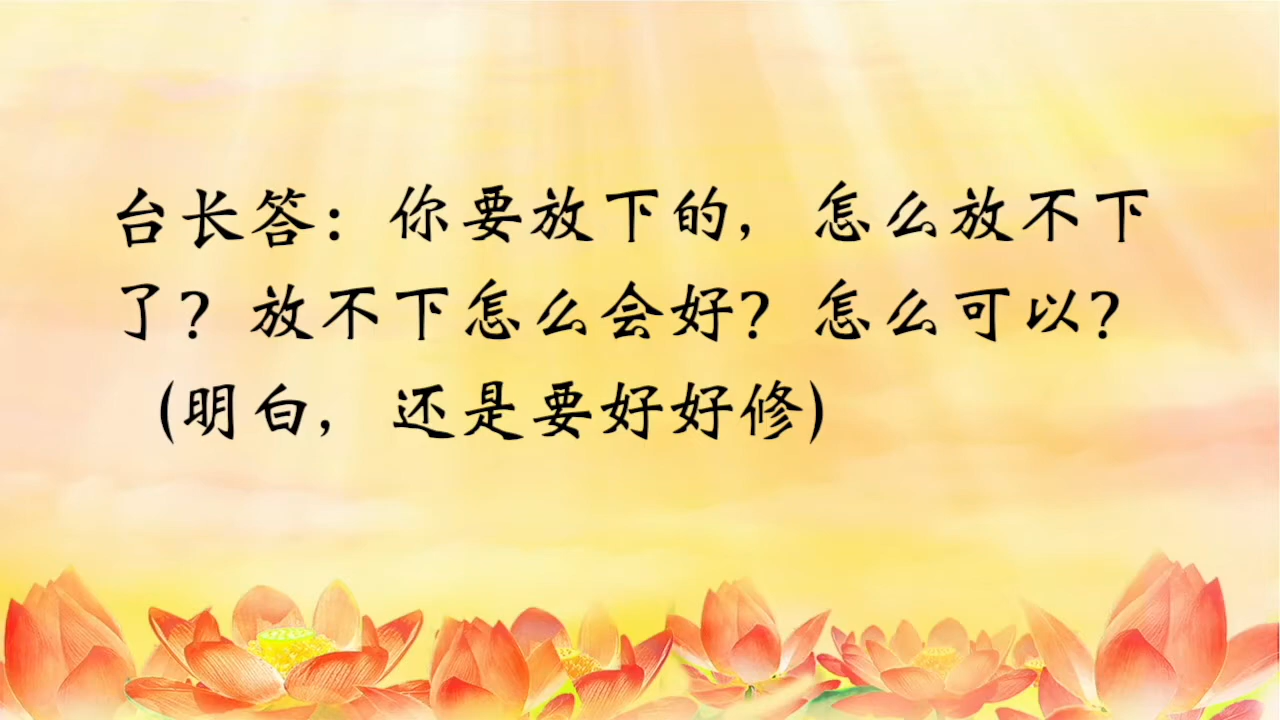 台长答：你要放下的，怎么放不下
了？放不下怎么会好？怎么可以？
（明白，还是要好好修）